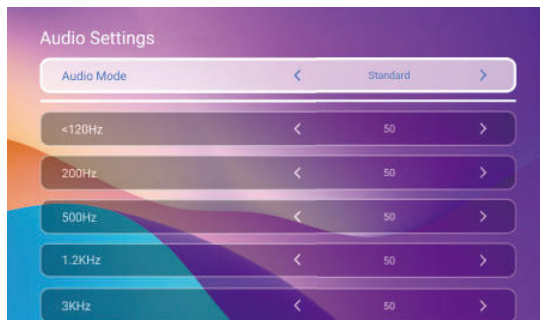 Audio Settings
Audio Mode < Standard >
<120Hz < 50 >
200Hz < 50 >
500Hz < 50 >
1.2KHz < 50 >
3KHz < 50 >